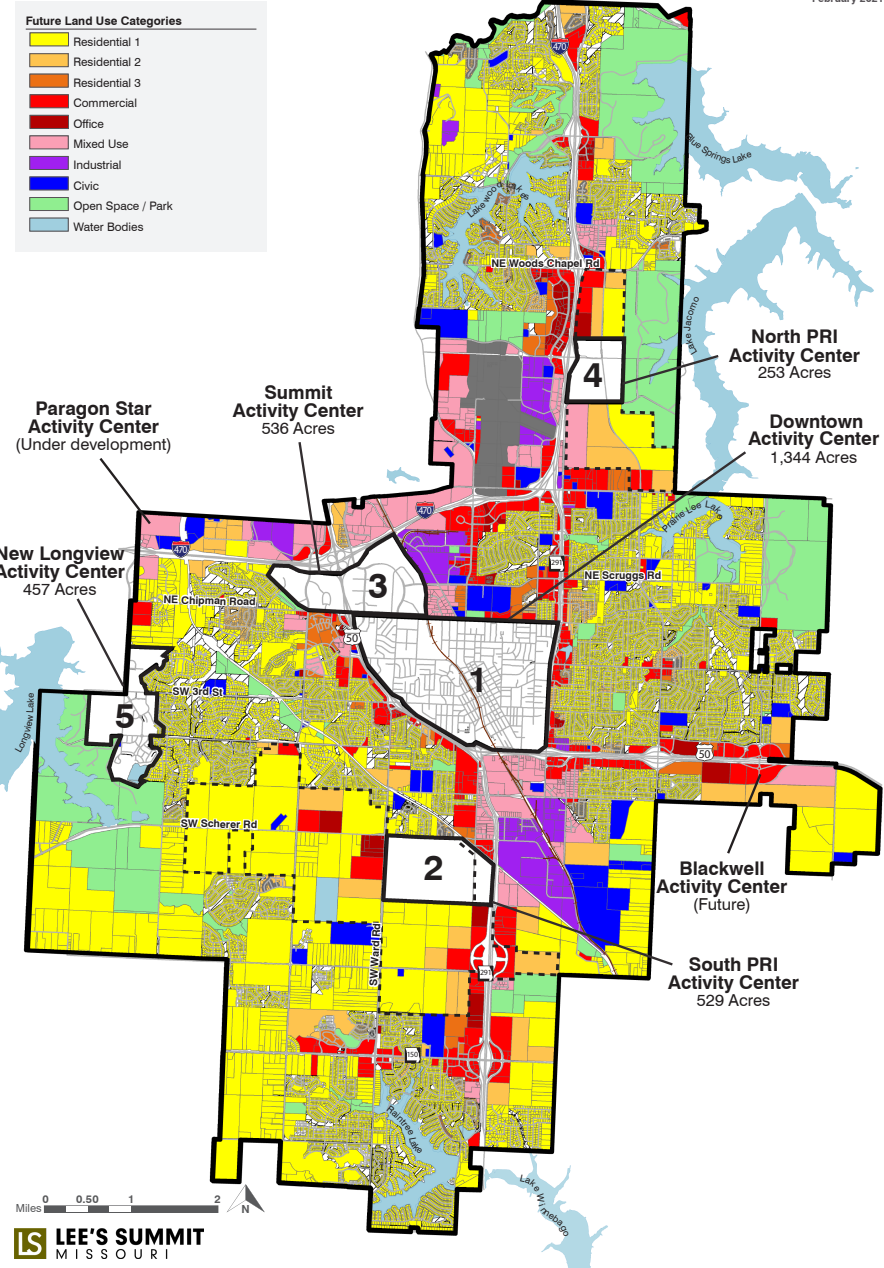 February 2021
Future Land Use Categories
Residential 1
Residential 2
Residential 3
Commercial
Office
Mixed Use
Industrial
Civic
Open Space / Park
Water Bodies
470
Blue Springs Lake
Lakewood Lakes
NE Woods Chapel Rd
Lake Jacomo
North PRI
Activity Center
253 Acres
4
Summit
Activity Center
536 Acres
Paragon Star
Activity Center
(Under development)
Downtown
Activity Center
1,344 Acres
470
Prairie Lee Lake
470
New Longview
Activity Center
457 Acres
291
NE Scruggs Rd
3
NE Chipman Road
50
1
SW 3rd St
Longview Lake
5
50
SW Scherer Rd
2
Blackwell
Activity Center
(Future)
SW Ward Rd
291
South PRI
Activity Center
529 Acres
150
Raintree Lake
Lake Winnebago
Miles
0 0.50 1 2
N
LS
LEE'S SUMMIT
MISSOURI